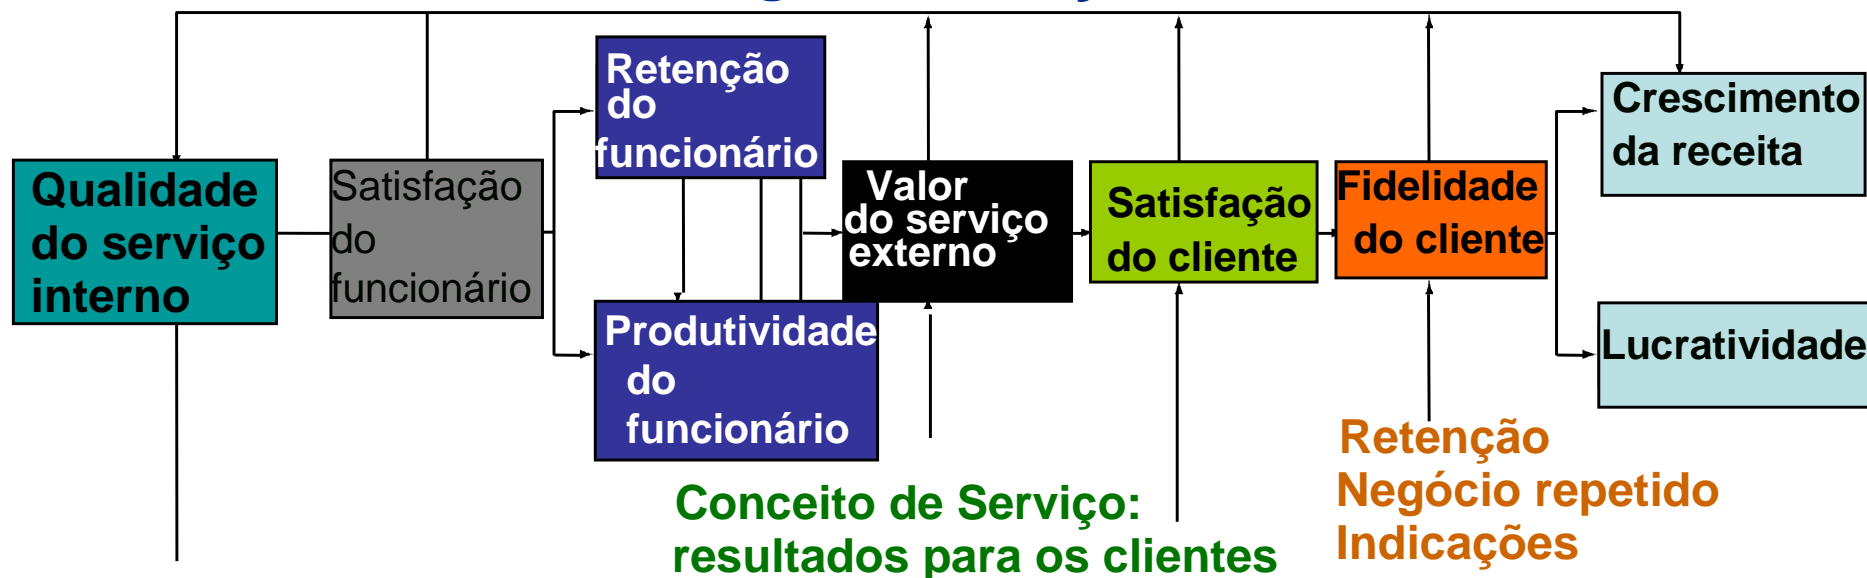 Qualidade
do serviço
interno
Satisfação
do
funcionário
Retenção
do
funcionário
Produtividade
do
funcionário
Valor
do serviço
externo
Satisfação
do cliente
Fidelidade
do cliente
Crescimento
da receita
Lucratividade
Conceito de Serviço:
resultados para os clientes
Retenção
Negócio repetido
Indicações